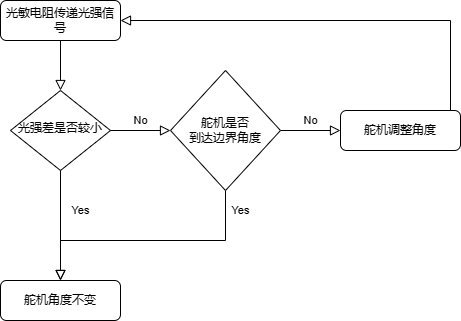 光敏电阻传递光强信
号
光强差是否较小
No
舵机是否
到达边界角度
No
舵机调整角度
Yes
Yes
舵机角度不变